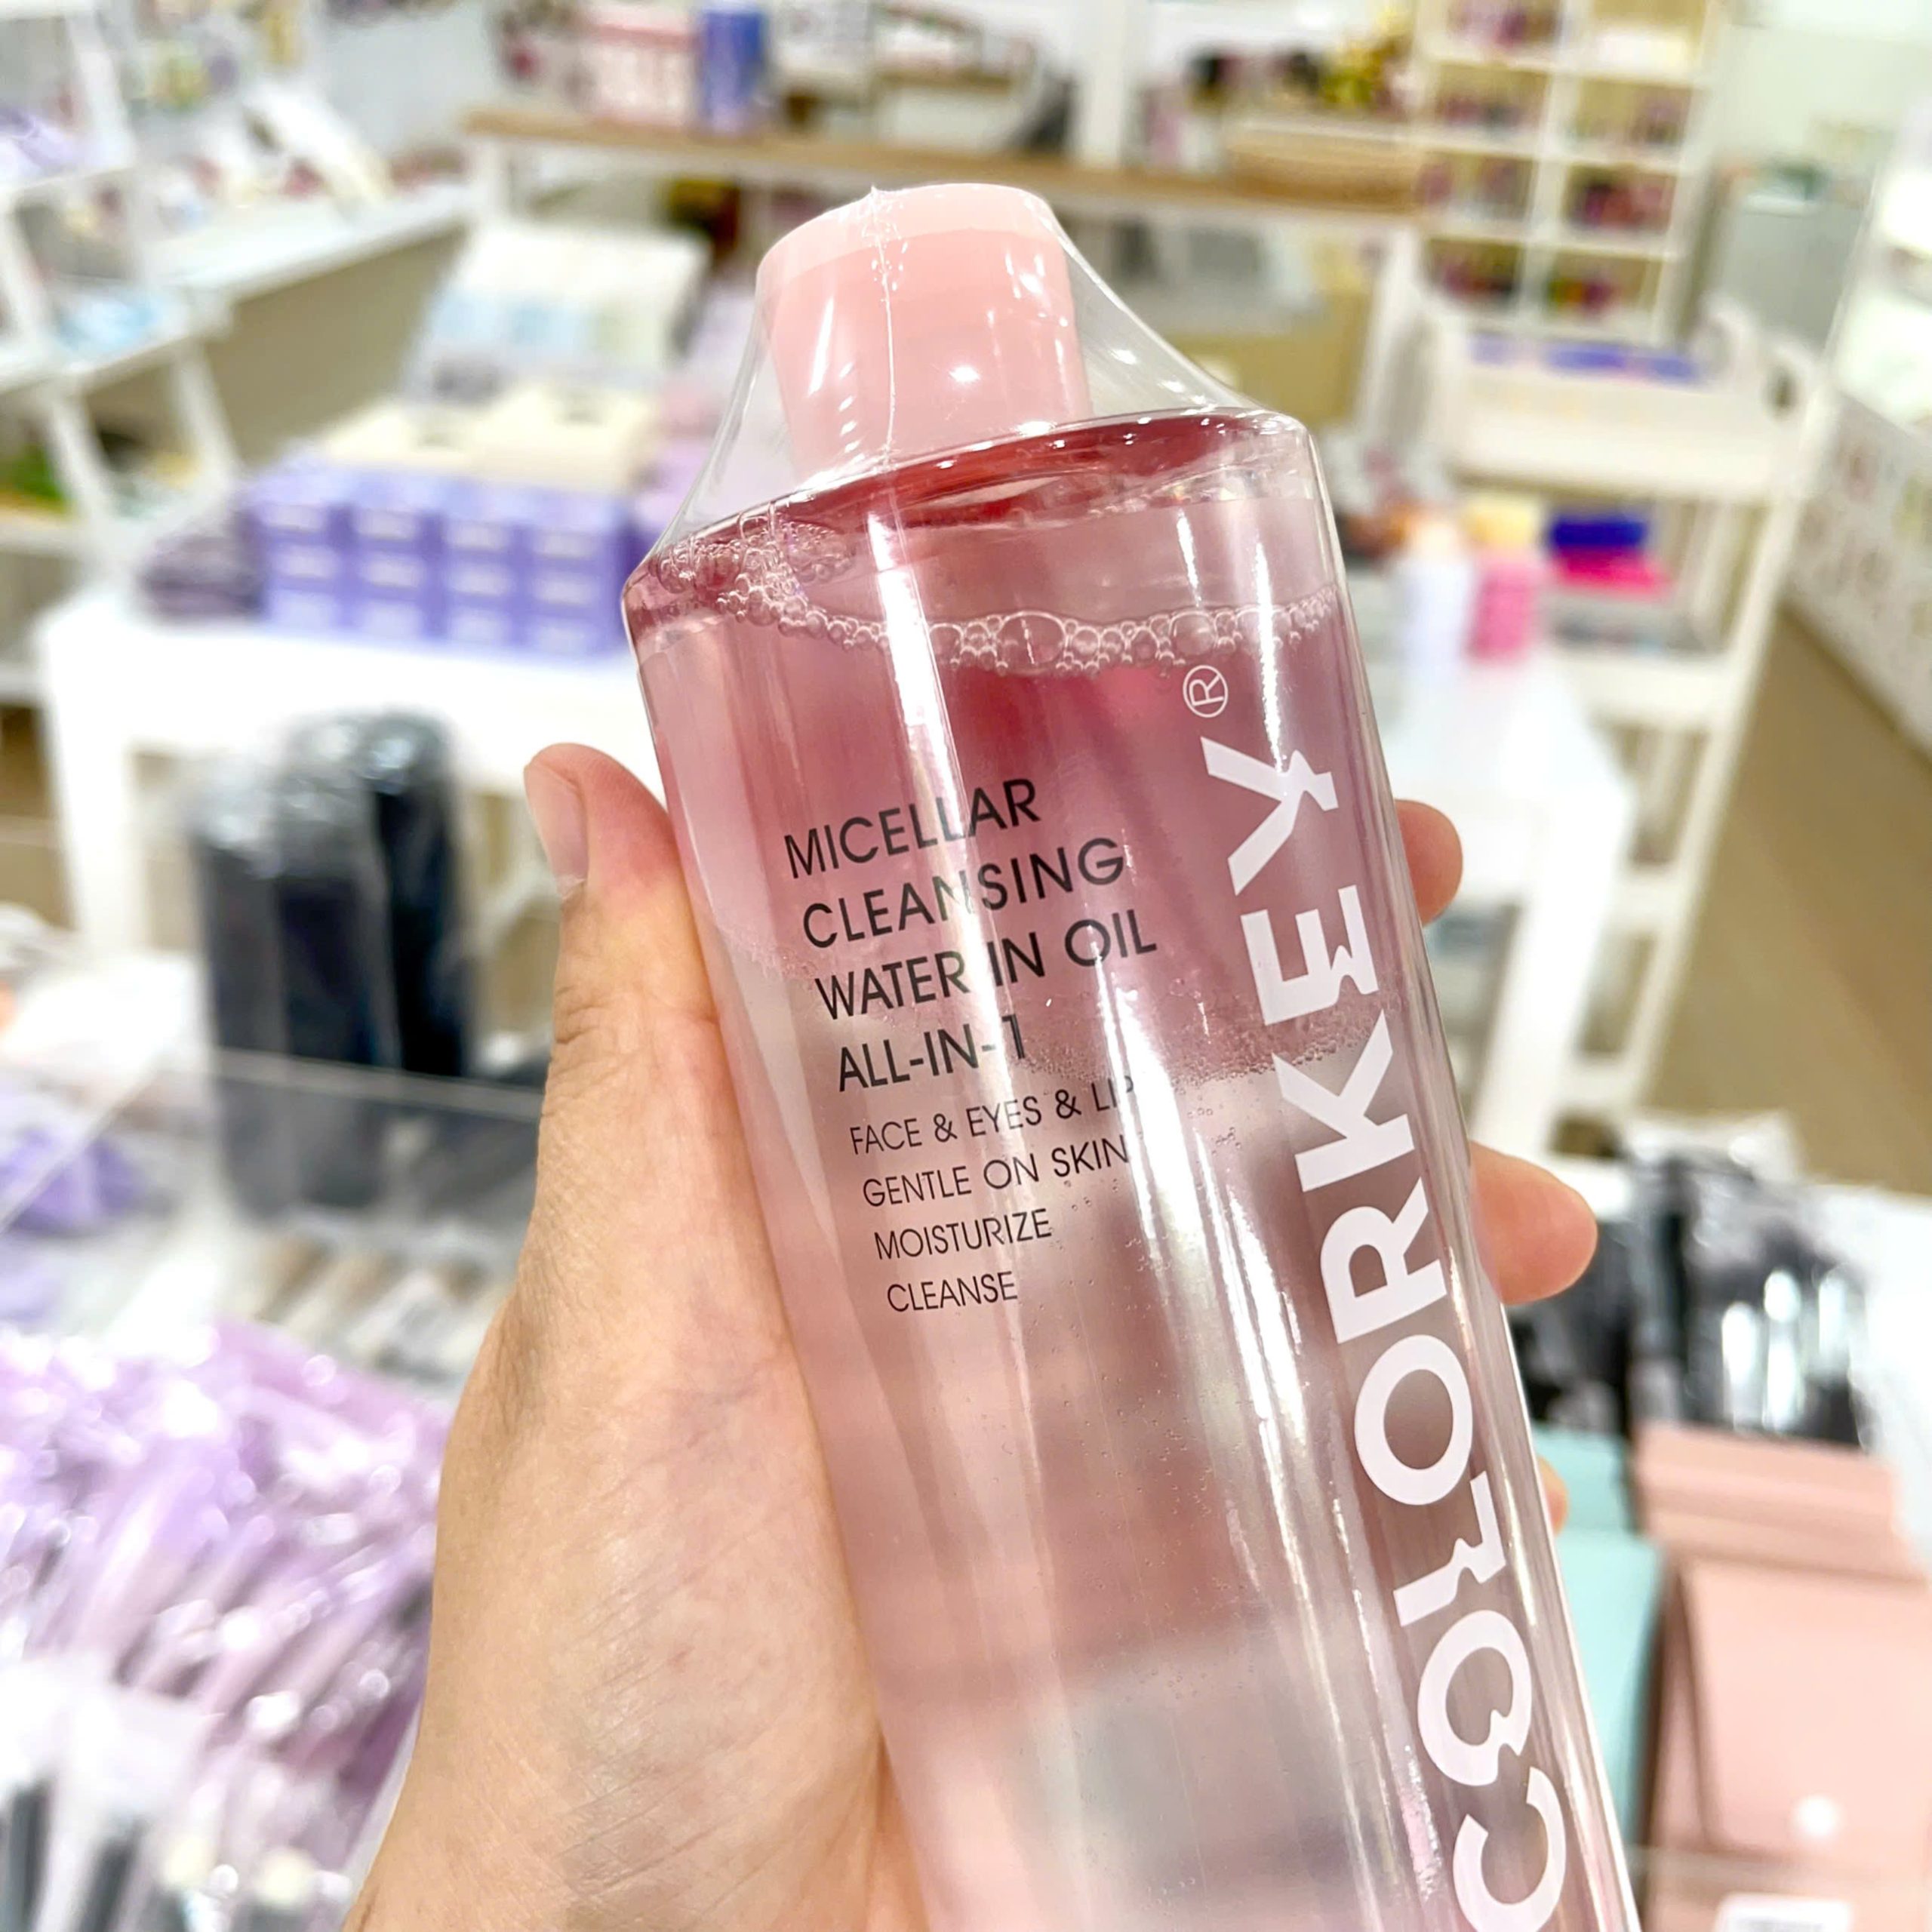 MICELLAR
CLEANSING
WATER IN OIL
ALL-IN-1
FACE & EYES & LIP
GENTLE ON SKIN
MOISTURIZE
CLEANSE
COLORKEY®